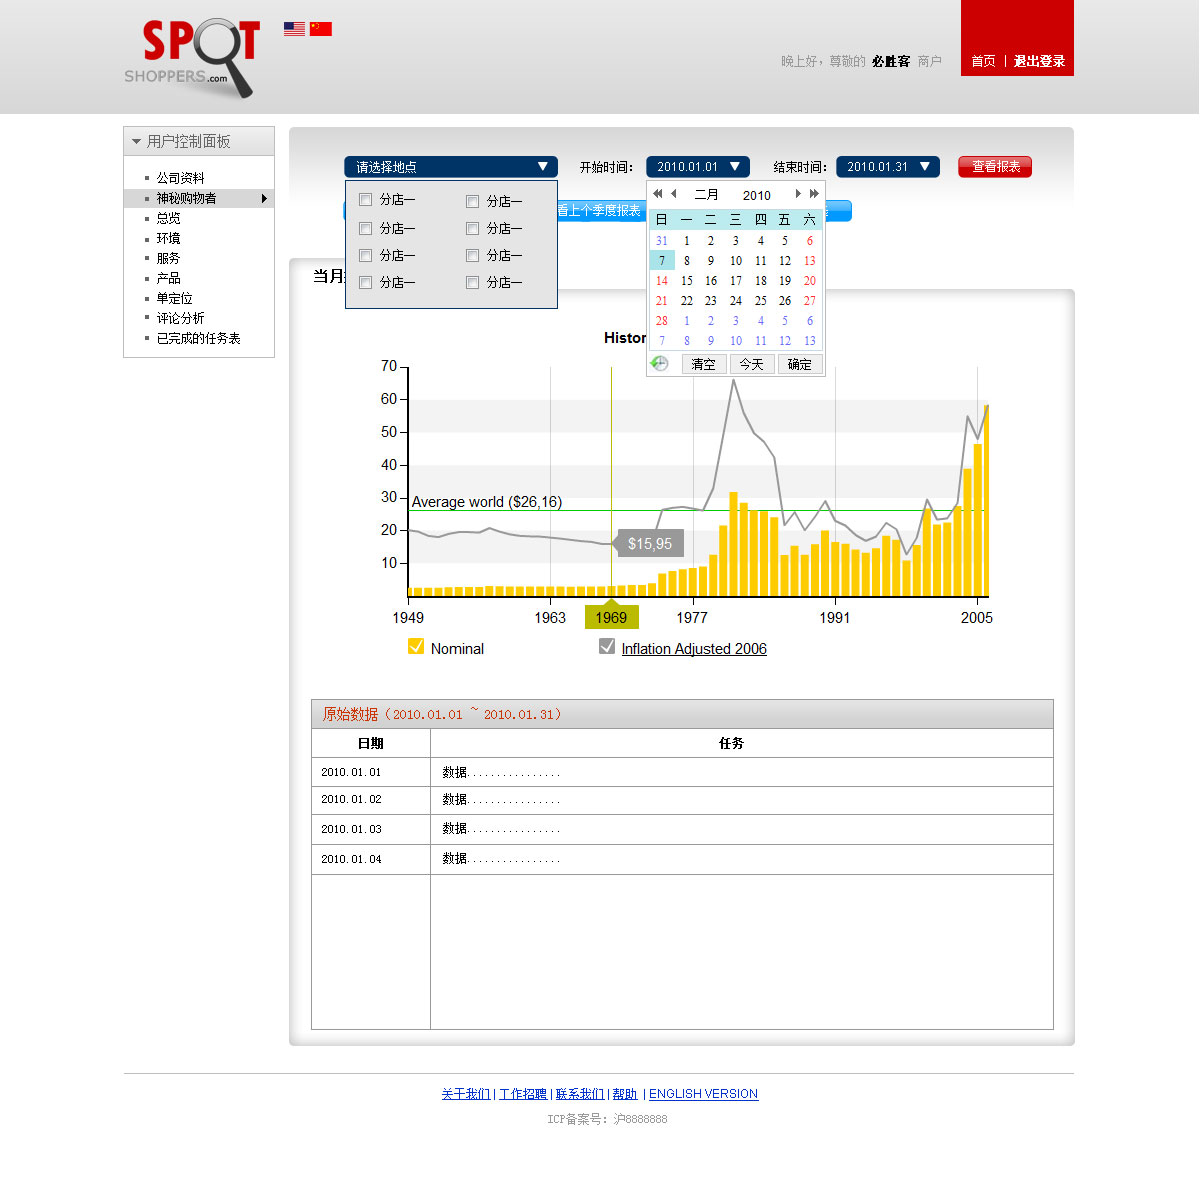 SPOT
SHOPPERS.com
晚上好，尊敬的 必胜客 商户
首页 | 退出登录
用户控制面板
公司资料
神秘购物者
总览
环境
服务
产品
单定位
评论分析
已完成的任务表
请选择地点
开始时间：
2010.01.01
结束时间：
2010.01.31
查看报表
分店一 分店一
分店一 分店一
分店一 分店一
分店一 分店一
看上个季度报表
二月 2010
日 一 二 三 四 五 六
31 1 2 3 4 5 6
7 8 9 10 11 12 13
14 15 16 17 18 19 20
21 22 23 24 25 26 27
28 1 2 3 4 5 6
7 8 9 10 11 12 13
清空 今天 确定
当月
Histor
70
60
50
40
30
20
10
Average world ($26,16)
$15,95
1949 1963 1969 1977 1991 2005
Nominal
Inflation Adjusted 2006
原始数据（2010.01.01 ~ 2010.01.31）
日期 任务
2010.01.01 数据................
2010.01.02 数据................
2010.01.03 数据................
2010.01.04 数据................
关于我们 | 工作招聘 | 联系我们 | 帮助 | ENGLISH VERSION
ICP备案号：沪8888888